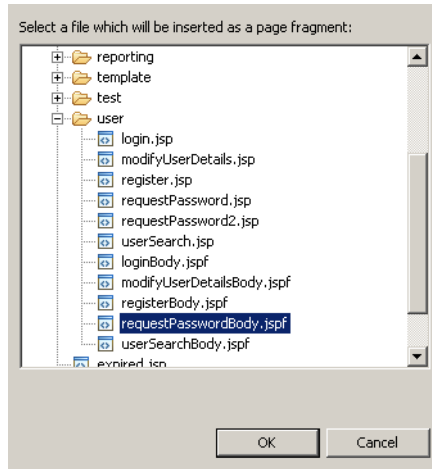 Select a file which will be inserted as a page fragment:
reporting
template
test
user
login.jsp
modifyUserDetails.jsp
register.jsp
requestPassword.jsp
requestPassword2.jsp
userSearch.jsp
loginBody.jspf
modifyUserDetailsBody.jspf
registerBody.jspf
requestPasswordBody.jspf
userSearchBody.jspf
expired.jsp
OK Cancel